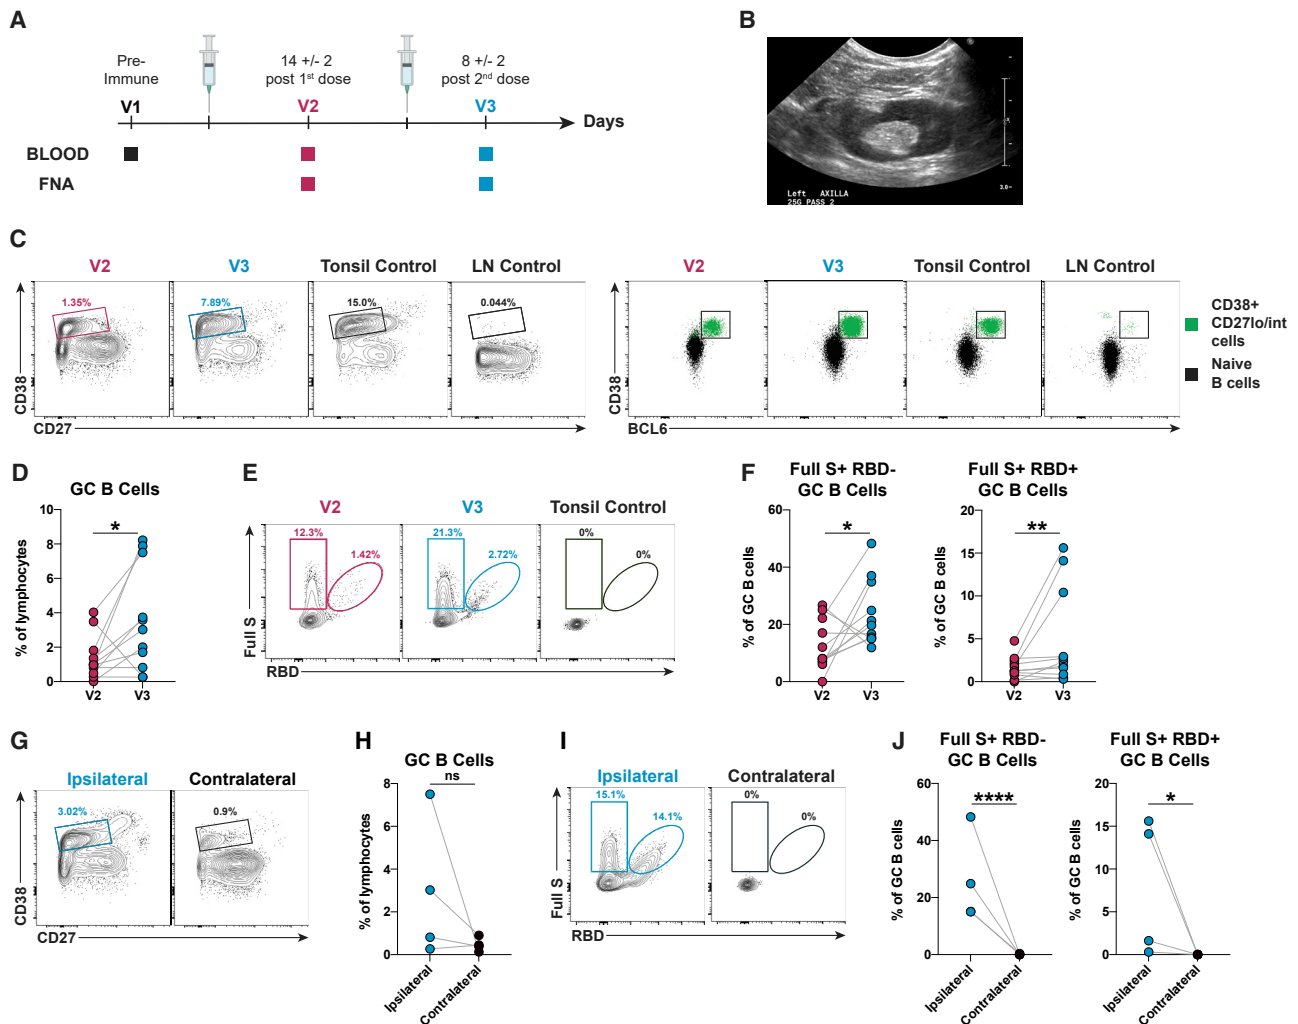 A
Pre-
Immune
14 +/- 2
post 1st dose
8 +/- 2
post 2nd dose
V1
V2
V3
Days
BLOOD
FNA
B
Left AXILLA
25G PASS 2
3.0-
C
V2
V3
Tonsil Control
LN Control
1.35%
7.89%
15.0%
0.044%
CD38
CD27
V2
V3
Tonsil Control
LN Control
CD38
BCL6
CD38+
CD27lo/int
cells
Naive
B cells
D
GC B Cells
% of lymphocytes
10
8
6
4
2
0
*
V2
V3
E
V2
V3
Tonsil Control
12.3%
1.42%
21.3%
2.72%
0%
0%
Full S
RBD
F
Full S+ RBD-
GC B Cells
% of GC B cells
60
40
20
0
*
V2
V3
Full S+ RBD+
GC B Cells
% of GC B cells
20
15
10
5
0
**
V2
V3
G
Ipsilateral
Contralateral
3.02%
0.9%
CD38
CD27
H
GC B Cells
% of lymphocytes
8
6
4
2
0
ns
Ipsilateral
Contralateral
I
Ipsilateral
Contralateral
15.1%
14.1%
0%
0%
Full S
RBD
J
Full S+ RBD-
GC B Cells
% of GC B cells
60
40
20
0
****
Ipsilateral
Contralateral
Full S+ RBD+
GC B Cells
% of GC B cells
20
15
10
5
0
*
Ipsilateral
Contralateral